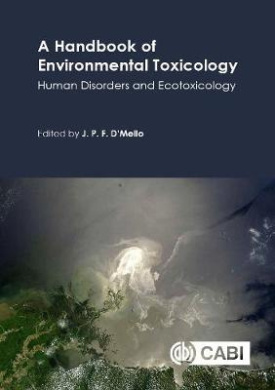 A Handbook of
Environmental Toxicology
Human Disorders and Ecotoxicology
Edited by J. P. F. D'Mello
CABI